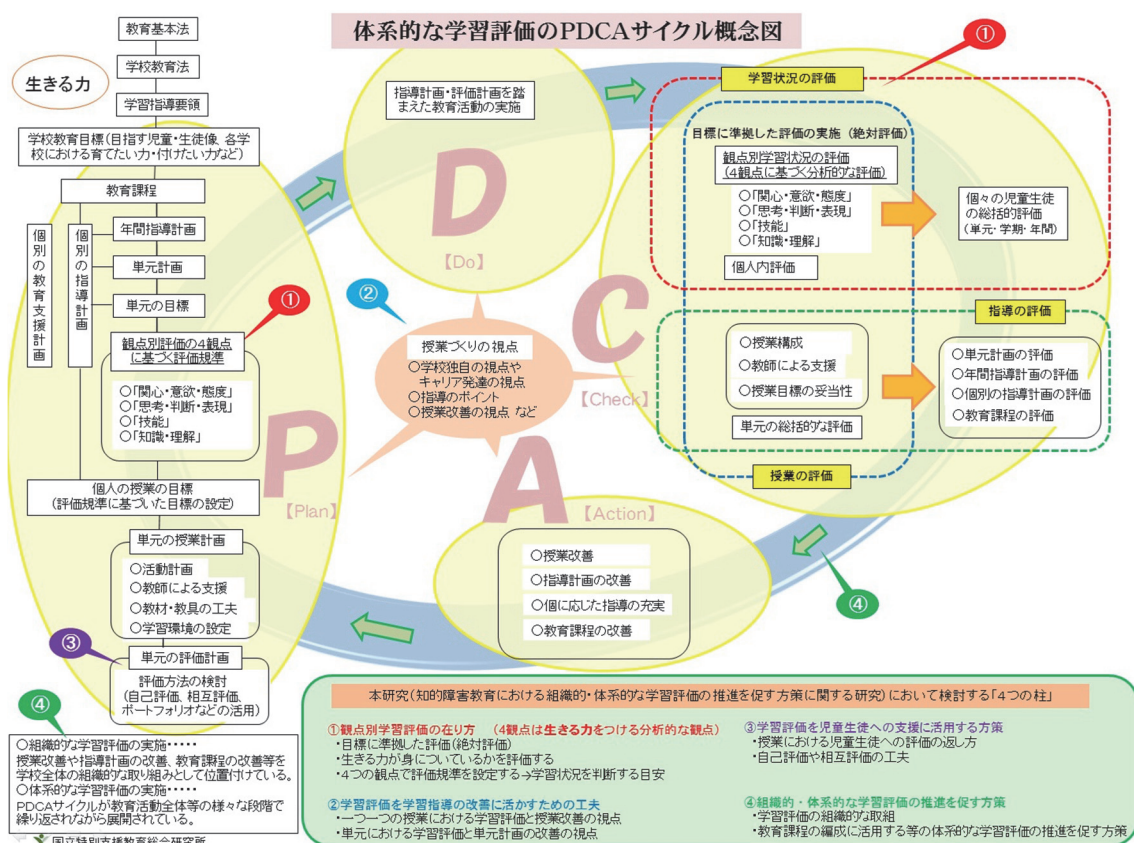 体系的な学習評価のPDCAサイクル概念図
教育基本法
学校教育法
学習指導要領
生きる力
学校教育目標(目指す児童・生徒像、各学
校における育てたい力・付けたい力など)
教育課程
年間指導計画
単元計画
単元の目標
個別の教育支援計画
個別の指導計画
①
観点別評価の4観点
に基づく評価規準
○「関心・意欲・態度」
○「思考・判断・表現」
○「技能」
○「知識・理解」
個人の授業の目標
(評価規準に基づいた目標の設定)
単元の授業計画
○活動計画
○教師による支援
○教材・教具の工夫
○学習環境の設定
③
単元の評価計画
評価方法の検討
(自己評価、相互評価、
ポートフォリオなどの活用)
P
【Plan】
指導計画・評価計画を踏
まえた教育活動の実施
D
【Do】
②
授業づくりの視点
○学校独自の視点や
キャリア発達の視点
○指導のポイント
○授業改善の視点 など
①
学習状況の評価
目標に準拠した評価の実施(絶対評価)
観点別学習状況の評価
(4観点に基づく分析的な評価)
○「関心・意欲・態度」
○「思考・判断・表現」
○「技能」
○「知識・理解」
個人内評価
個々の児童生徒
の総括的評価
(単元・学期・年間)
C
【Check】
指導の評価
○授業構成
○教師による支援
○授業目標の妥当性
単元の総括的な評価
○単元計画の評価
○年間指導計画の評価
○個別の指導計画の評価
○教育課程の評価
授業の評価
A
【Action】
○授業改善
○指導計画の改善
○個に応じた指導の充実
○教育課程の改善
④
④
○組織的な学習評価の実施・・・・・
授業改善や指導計画の改善、教育課程の改善等を
学校全体の組織的な取り組みとして位置付けている。
○体系的な学習評価の実施・・・・・
PDCAサイクルが教育活動全体等の様々な段階で
繰り返されながら展開されている。
国立特別支援教育総合研究所
本研究(知的障害教育における組織的・体系的な学習評価の推進を促す方策に関する研究)において検討する「4つの柱」
①観点別学習評価の在り方 (4観点は生きる力をつける分析的な観点)
・目標に準拠した評価(絶対評価)
・生きる力が身についているかを評価する
・4つの観点で評価規準を設定する→学習状況を判断する目安
②学習評価を学習指導の改善に活かすための工夫
・一つ一つの授業における学習評価と授業改善の視点
・単元における学習評価と単元計画の改善の視点
③学習評価を児童生徒への支援に活用する方策
・授業における児童生徒への評価の返し方
・自己評価や相互評価の工夫
④組織的・体系的な学習評価の推進を促す方策
・学習評価の組織的な取組
・教育課程の編成に活用する等の体系的な学習評価の推進を促す方策